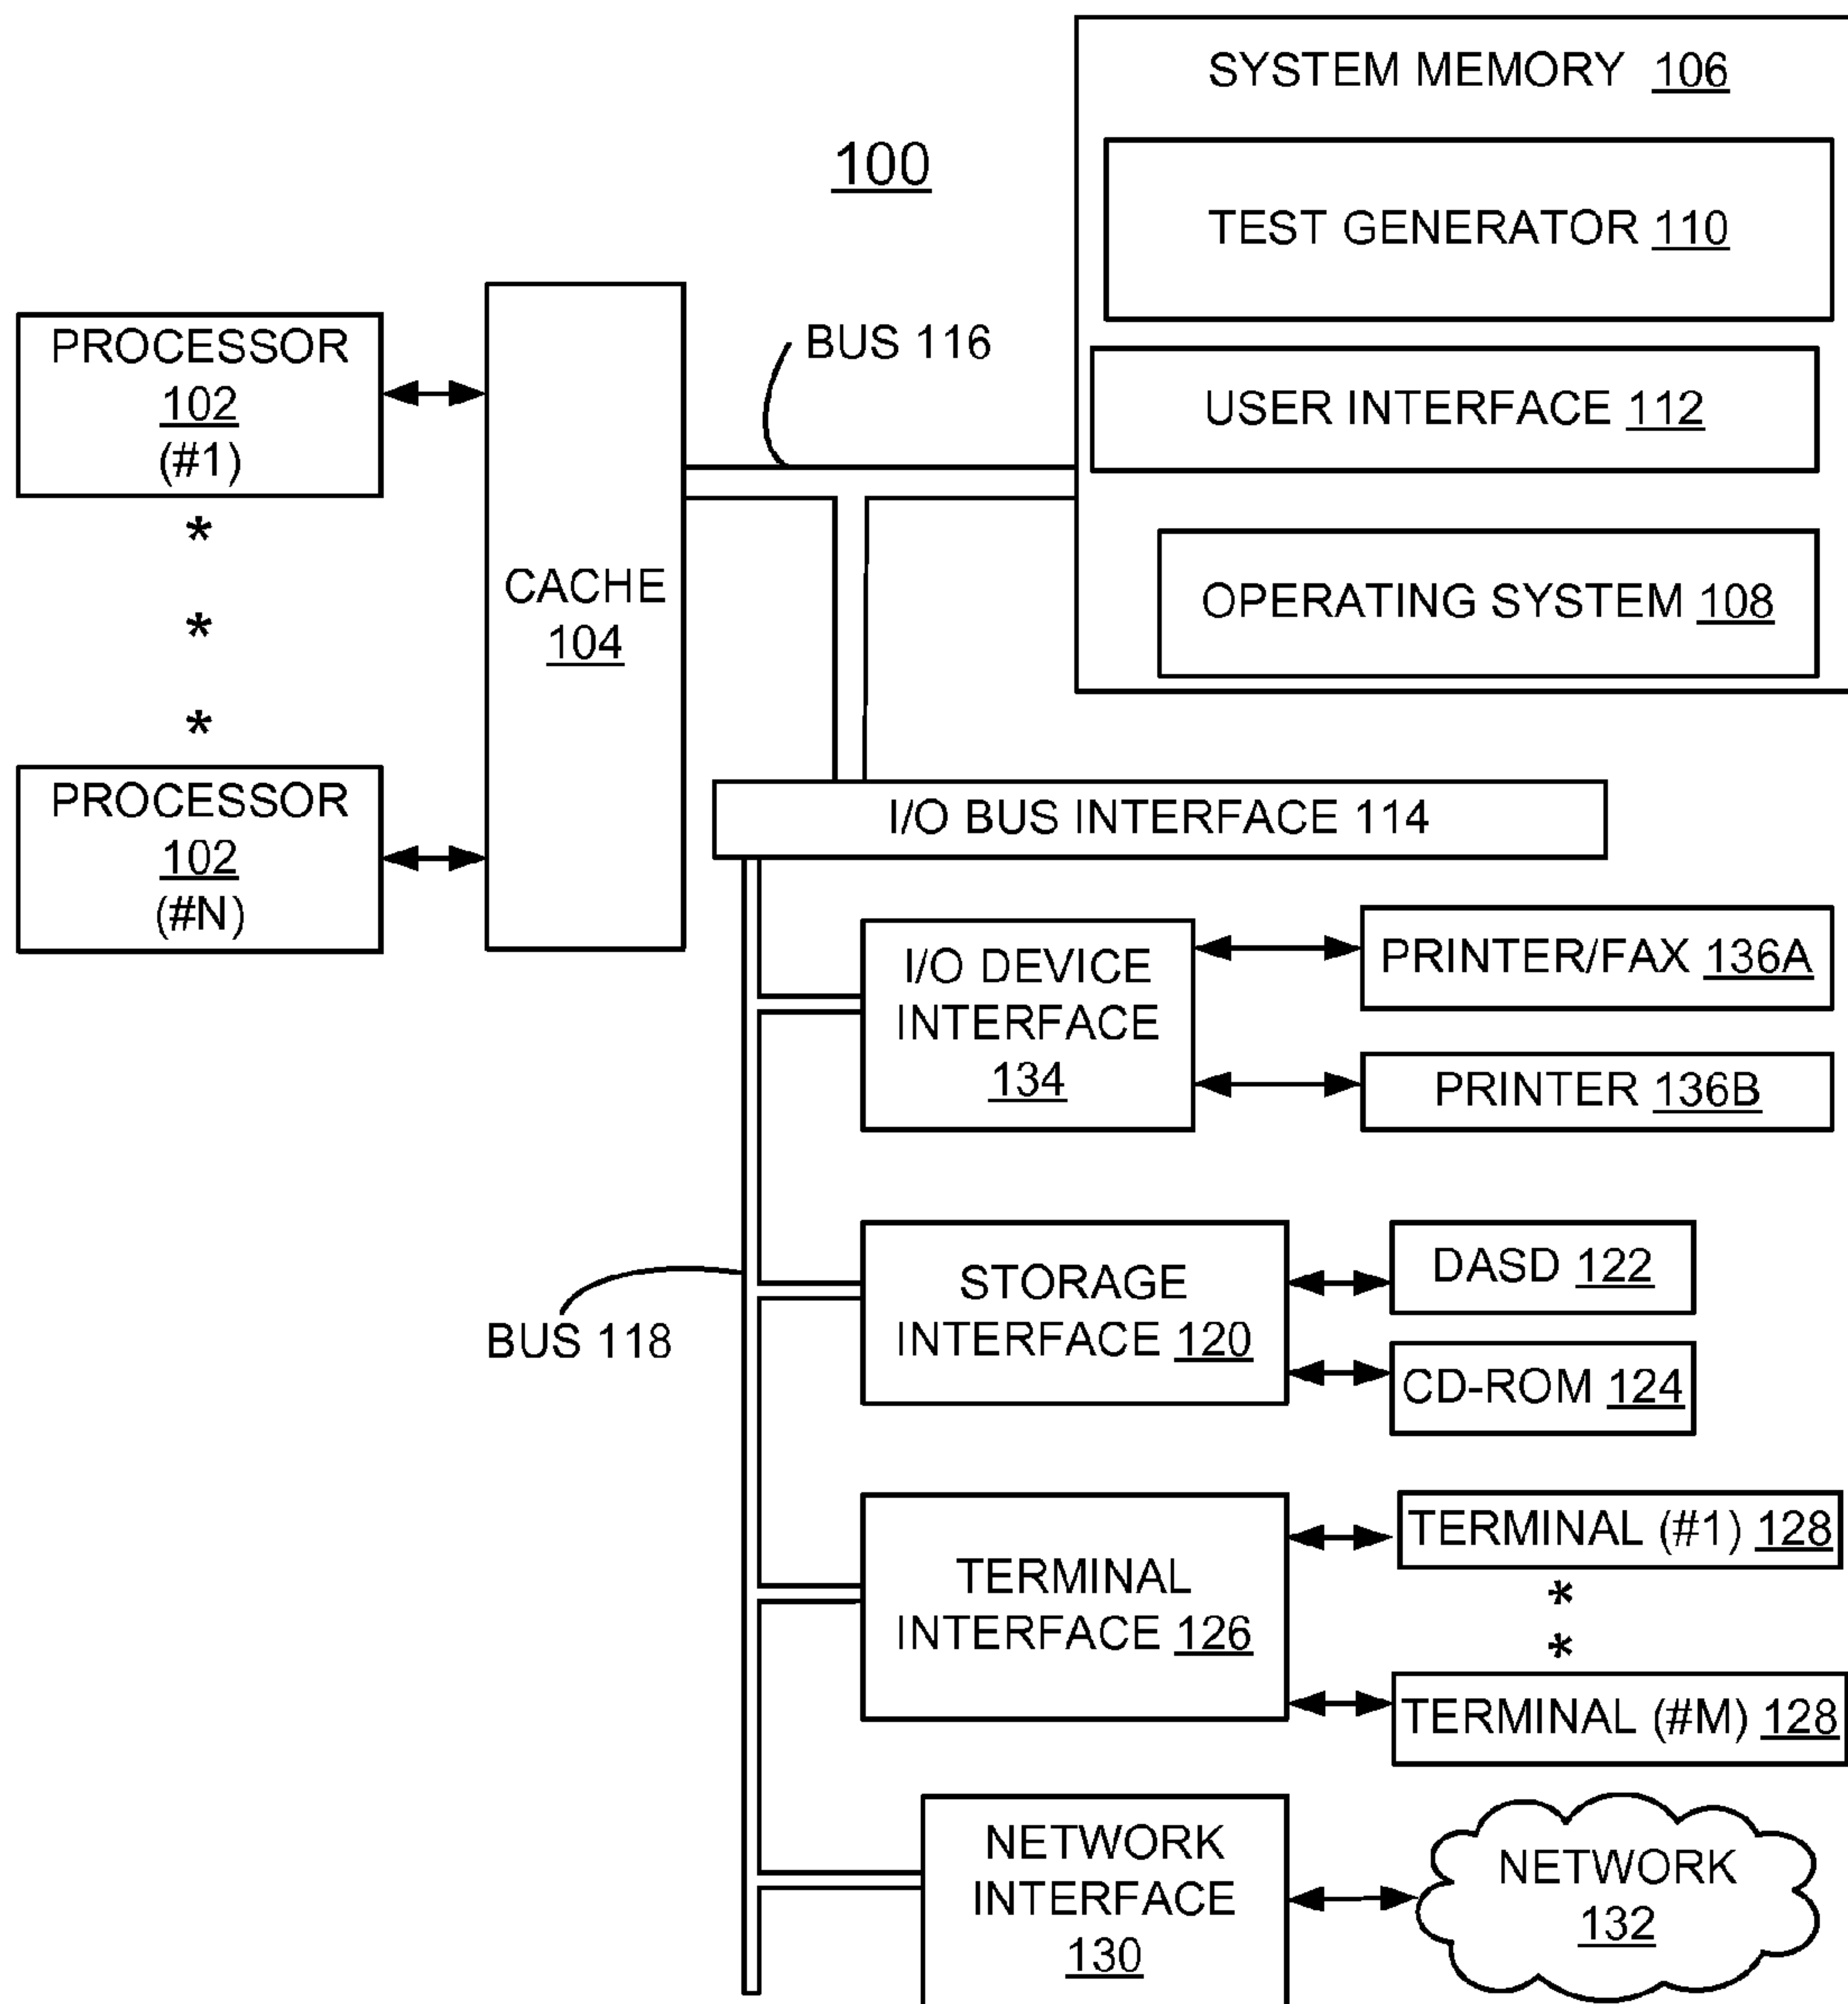 SYSTEM MEMORY 106
100
TEST GENERATOR 110
BUS 116
PROCESSOR
102
(#1)
USER INTERFACE 112
*
*
*
CACHE
104
OPERATING SYSTEM 108
PROCESSOR
102
(#N)
I/O BUS INTERFACE 114
I/O DEVICE
INTERFACE
134
PRINTER/FAX 136A
PRINTER 136B
BUS 118
STORAGE
INTERFACE 120
DASD 122
CD-ROM 124
TERMINAL
INTERFACE 126
TERMINAL (#1) 128
*
*
TERMINAL (#M) 128
NETWORK
INTERFACE
130
NETWORK
132